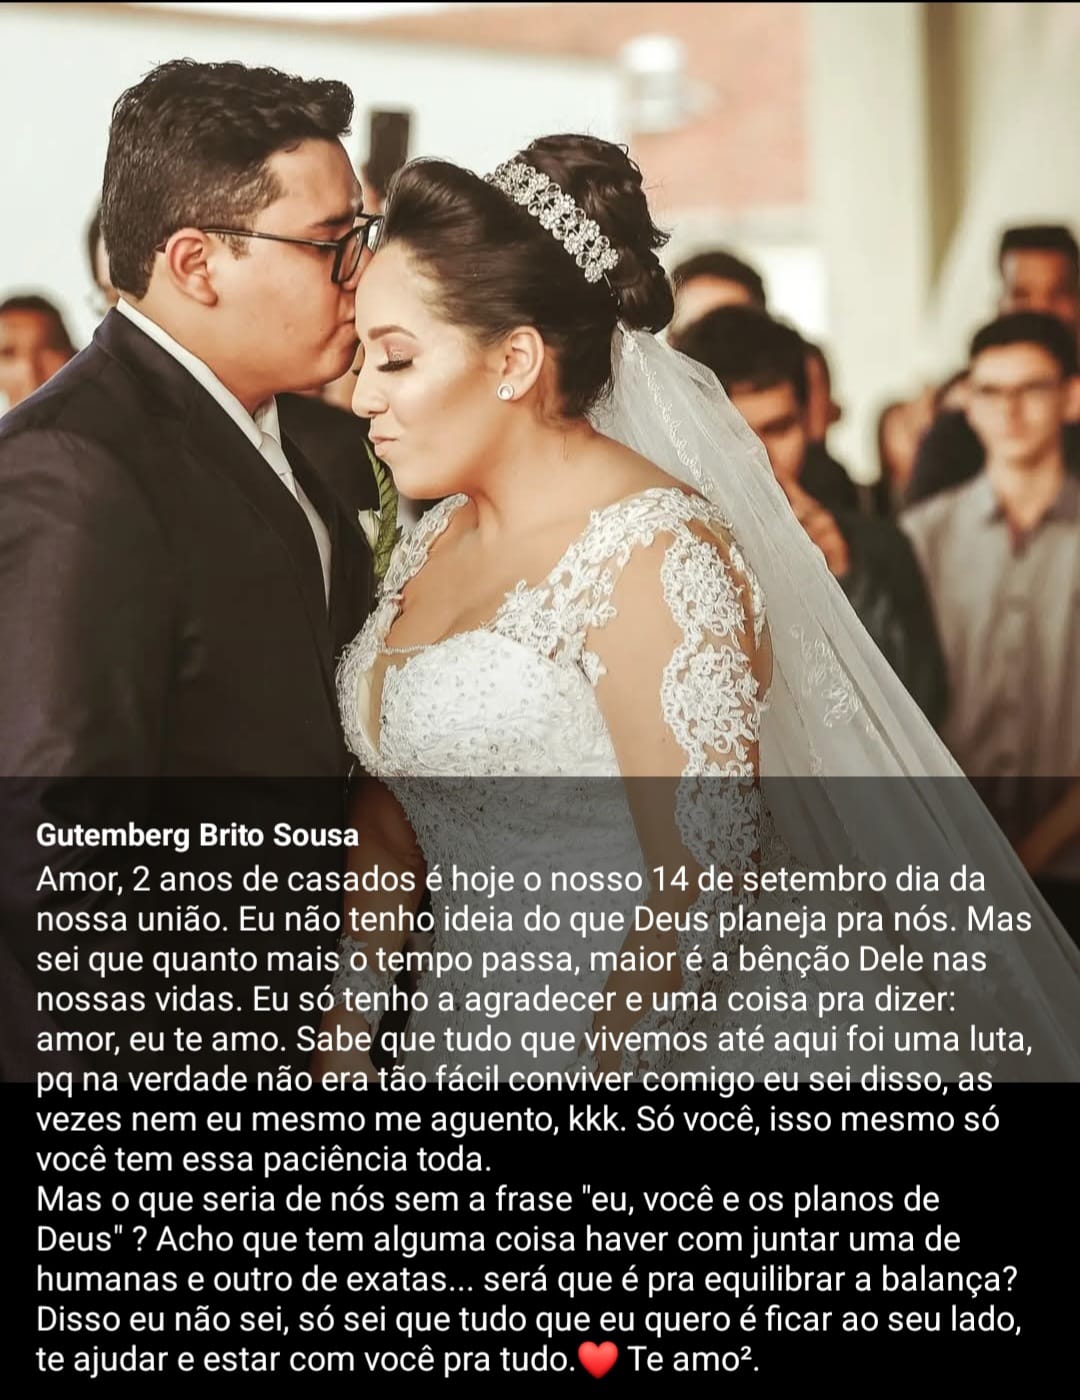 Gutemberg Brito Sousa
Amor, 2 anos de casados é hoje o nosso 14 de setembro dia da
nossa união. Eu não tenho ideia do que Deus planeja pra nós. Mas
sei que quanto mais o tempo passa, maior é a bênção Dele nas
nossas vidas. Eu só tenho a agradecer e uma coisa pra dizer:
amor, eu te amo. Sabe que tudo que vivemos até aqui foi uma luta,
pq na verdade não era tão fácil conviver comigo eu sei disso, as
vezes nem eu mesmo me aguento, kkk. Só você, isso mesmo só
você tem essa paciência toda.
Mas o que seria de nós sem a frase "eu, você e os planos de
Deus" ? Acho que tem alguma coisa haver com juntar uma de
humanas e outro de exatas... será que é pra equilibrar a balança?
Disso eu não sei, só sei que tudo que eu quero é ficar ao seu lado,
te ajudar e estar com você pra tudo.❤️ Te amo².